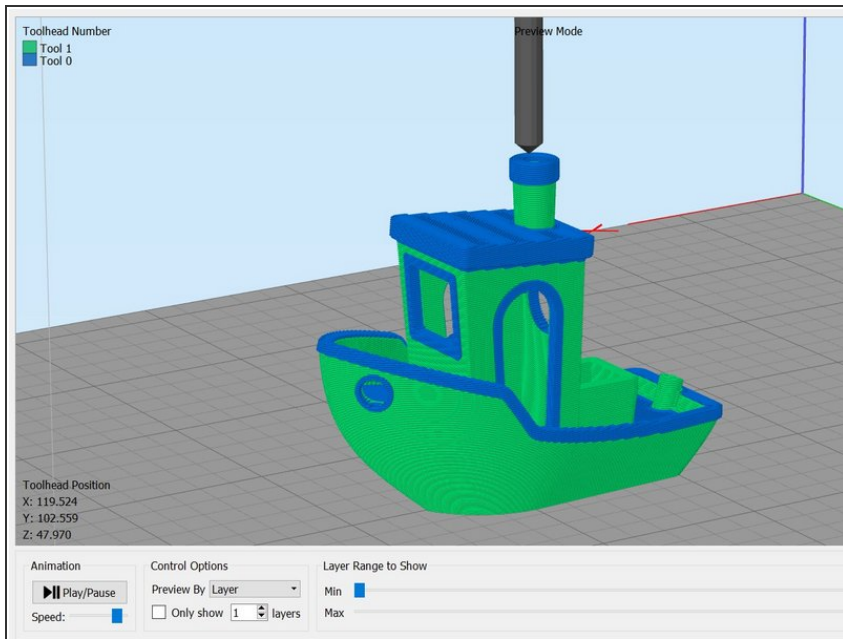 Toolhead Number
Tool 1
Tool 0
Preview Mode
Toolhead Position
X: 119.524
Y: 102.559
Z: 47.970
Animation
Play/Pause
Speed:
Control Options
Preview By Layer
Only show 1 layers
Layer Range to Show
Min
Max